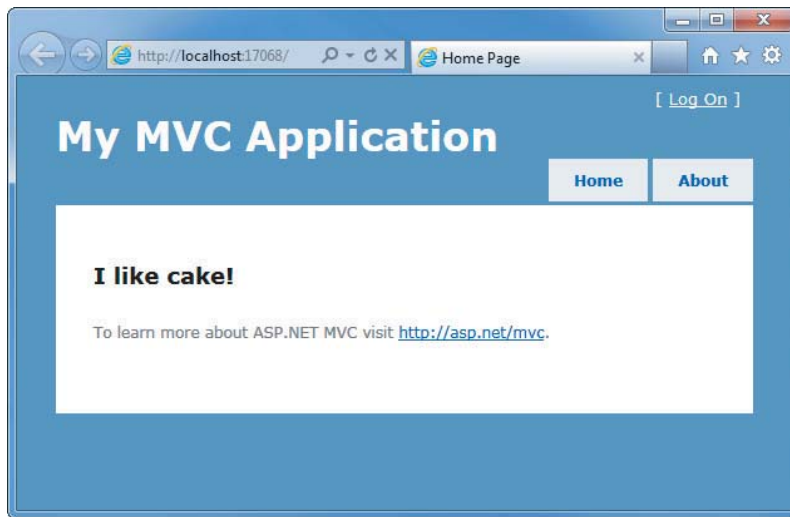 http://localhost:17068/
Home Page
[ Log On ]
My MVC Application
Home
About
I like cake!
To learn more about ASP.NET MVC visit http://asp.net/mvc.